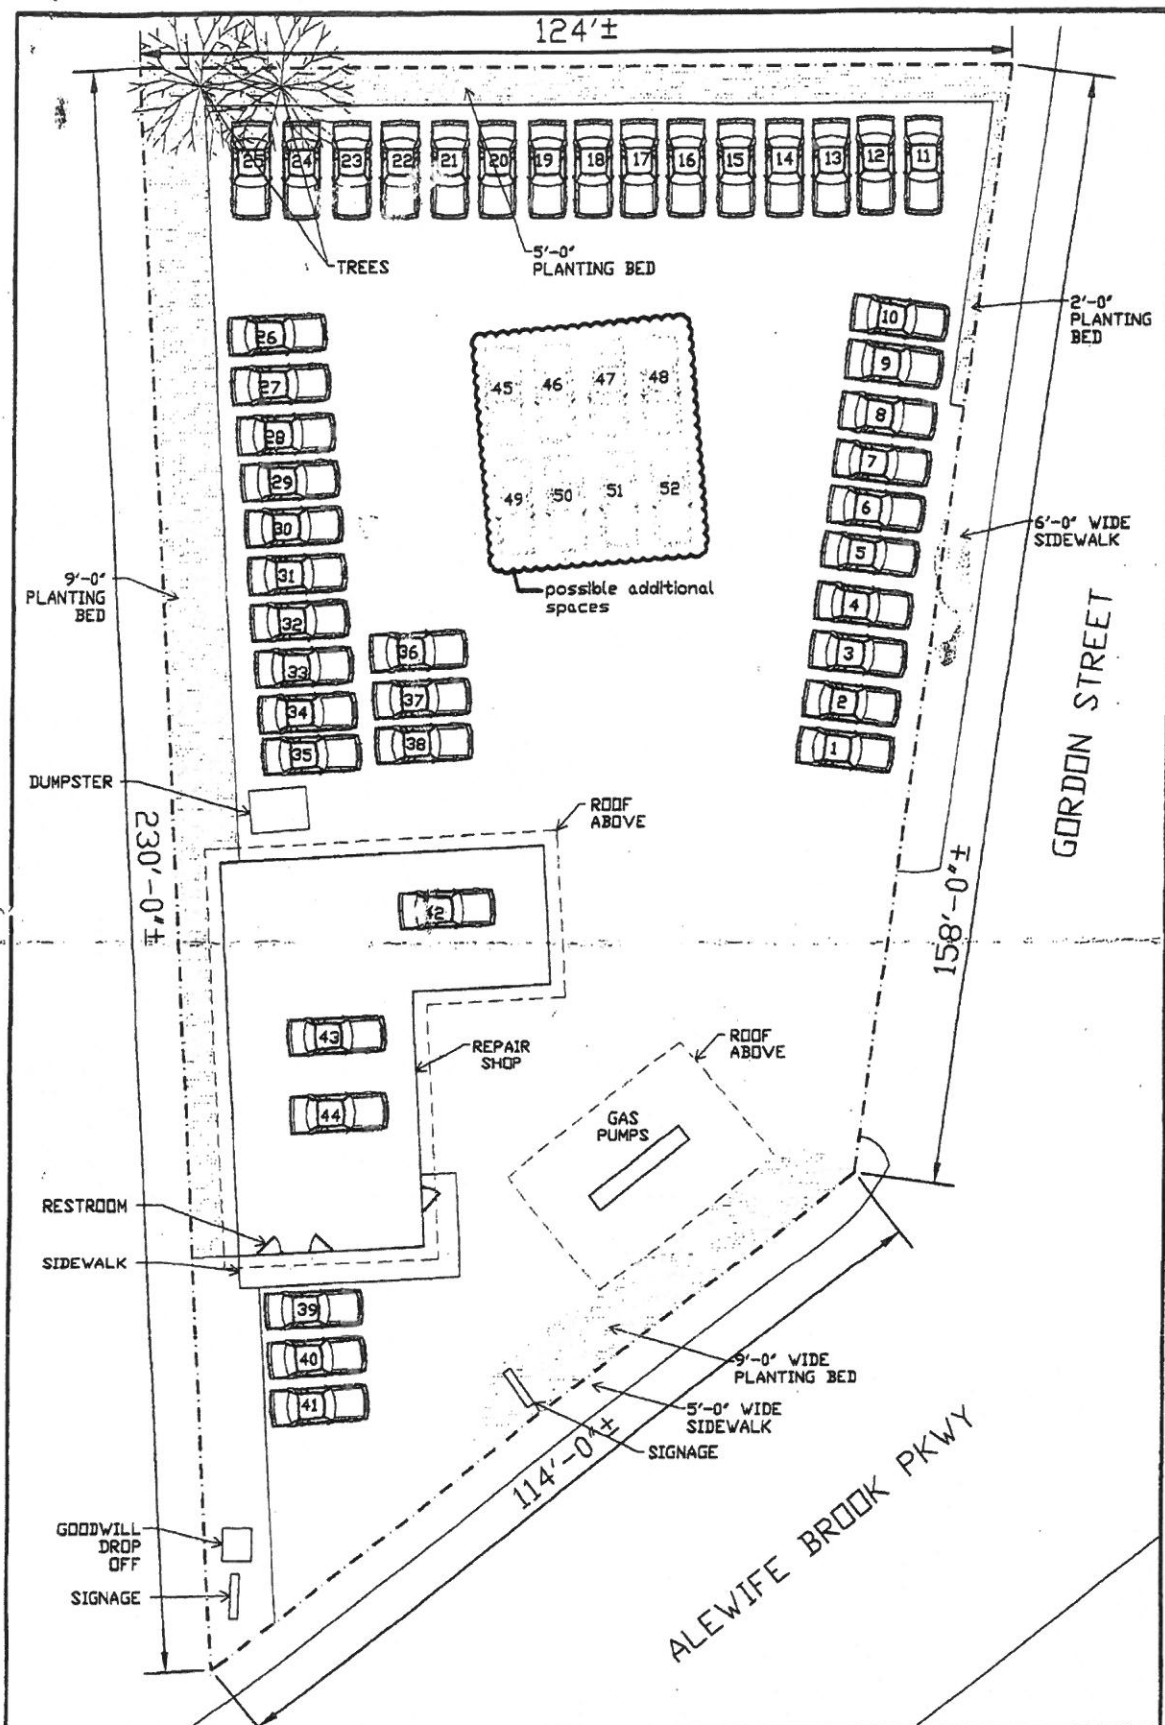 124'±
25 24 23 22 21 20 19 18 17 16 15 14 13 12 11
TREES
5'-0"
PLANTING BED
2'-0"
PLANTING
BED
10
9
8
7
6
5
4
3
2
1
26
27
28
29
30
31
32
33
34
35
36
37
38
45 46 47 48
49 50 51 52
possible additional
spaces
6'-0" WIDE
SIDEWALK
9'-0"
PLANTING
BED
GORDON STREET
DUMPSTER
ROOF
ABOVE
230'-0"±
158'-0"±
43
44
REPAIR
SHOP
ROOF
ABOVE
GAS
PUMPS
RESTROOM
SIDEWALK
39
40
41
9'-0" WIDE
PLANTING BED
5'-0" WIDE
SIDEWALK
SIGNAGE
114'-0"±
GOODWILL
DROP
OFF
SIGNAGE
ALEWIFE BROOK PKWY